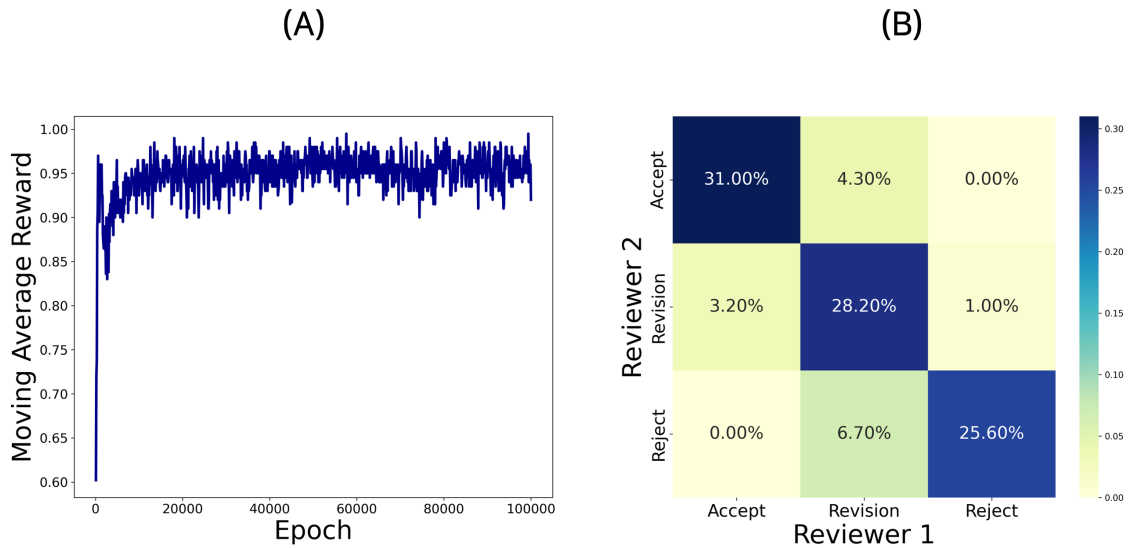 (A)
(B)
Moving Average Reward
1.00
0.95
0.90
0.85
0.80
0.75
0.70
0.65
0.60
0
20000
40000
60000
80000
100000
Epoch
Reviewer 2
Accept
Revision
Reject
31.00%
4.30%
0.00%
3.20%
28.20%
1.00%
0.00%
6.70%
25.60%
Accept
Revision
Reject
Reviewer 1
0.30
0.25
0.20
0.15
0.10
0.05
0.00